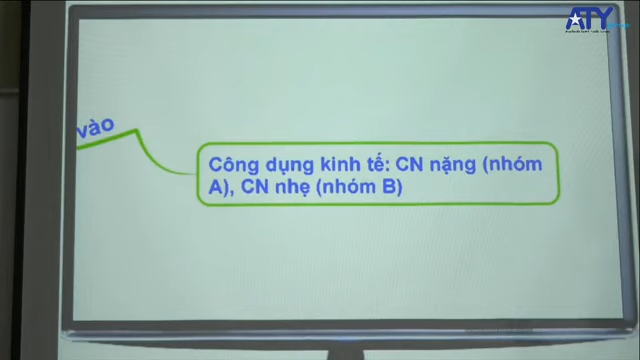 ATY
vào
Công dụng kinh tế: CN nặng (nhóm
A), CN nhẹ (nhóm B)